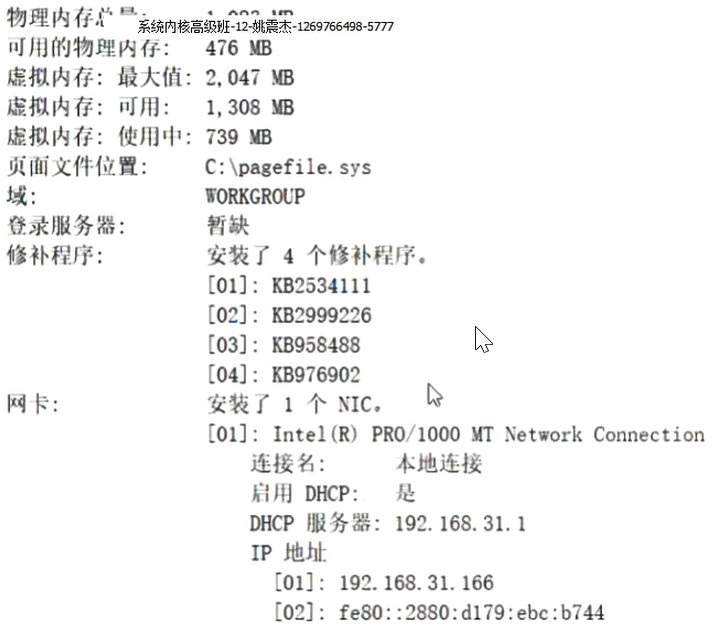 物理内存总量:
系统内核高级班-12-姚震杰-1269766498-5777
可用的物理内存: 476 MB
虚拟内存: 最大值: 2,047 MB
虚拟内存: 可用: 1,308 MB
虚拟内存: 使用中: 739 MB
页面文件位置: C:\pagefile.sys
域: WORKGROUP
登录服务器: 暂缺
修补程序: 安装了 4 个修补程序。
[01]: KB2534111
[02]: KB2999226
[03]: KB958488
[04]: KB976902
网卡: 安装了 1 个 NIC。
[01]: Intel(R) PRO/1000 MT Network Connection
连接名: 本地连接
启用 DHCP: 是
DHCP 服务器: 192.168.31.1
IP 地址
[01]: 192.168.31.166
[02]: fe80::2880:d179:ebc:b744